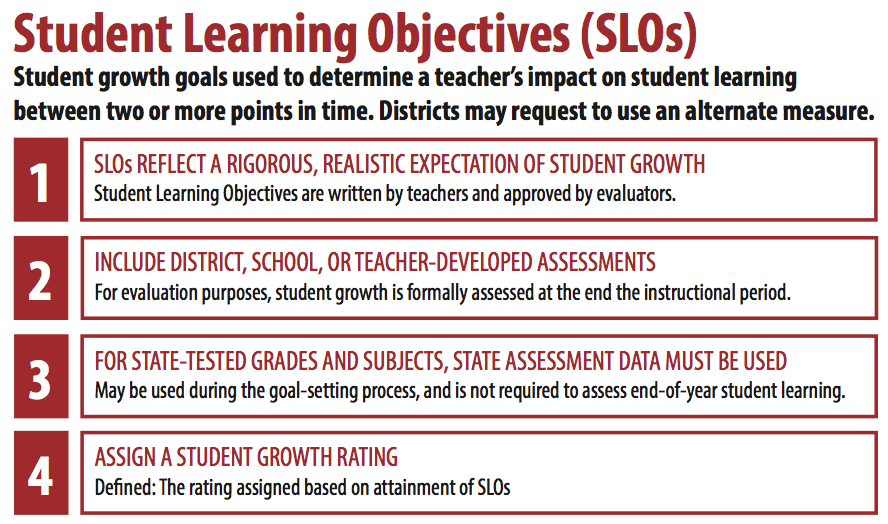 Student Learning Objectives (SLOs)
Student growth goals used to determine a teacher's impact on student learning
between two or more points in time. Districts may request to use an alternate measure.
1
SLOs REFLECT A RIGOROUS, REALISTIC EXPECTATION OF STUDENT GROWTH
Student Learning Objectives are written by teachers and approved by evaluators.
2
INCLUDE DISTRICT, SCHOOL, OR TEACHER-DEVELOPED ASSESSMENTS
For evaluation purposes, student growth is formally assessed at the end the instructional period.
3
FOR STATE-TESTED GRADES AND SUBJECTS, STATE ASSESSMENT DATA MUST BE USED
May be used during the goal-setting process, and is not required to assess end-of-year student learning.
4
ASSIGN A STUDENT GROWTH RATING
Defined: The rating assigned based on attainment of SLOs